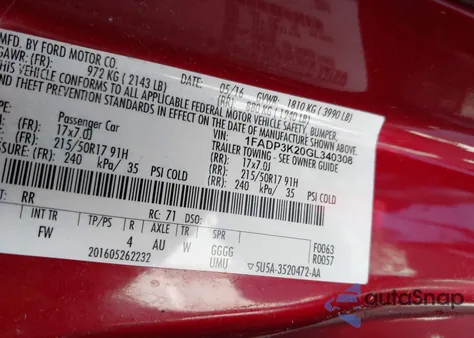 MFD. BY FORD MOTOR CO.
05/16 GVWR: 1810 KG (3990 LB)
GAWR: (FR) 972 KG (2143 LB) (RR)
THIS VEHICLE CONFORMS TO ALL APPLICABLE FEDERAL MOTOR VEHICLE SAFETY, BUMPER,
AND THEFT PREVENTION STANDARDS IN EFFECT ON THE DATE OF MANUFACTURE SHOWN ABOVE.
VIN: 1FADP3K20GL340308
Passenger Car
TRAILER TOWING - SEE OWNER GUIDE
(FR): 17x7.0J (RR): 17x7.0J
(FR): 215/50R17 91H (RR): 215/50R17 91H
(FR): 240 kPa/ 35 PSI COLD (RR): 240 kPa/ 35 PSI COLD
RR
RC: 71 DSO:
INT TR TP/PS R AXLE TR SPR
FW 4 AU W GGGG F0063
UMU R0057
201605262232
5U5A-3520472-AA
autoSnap